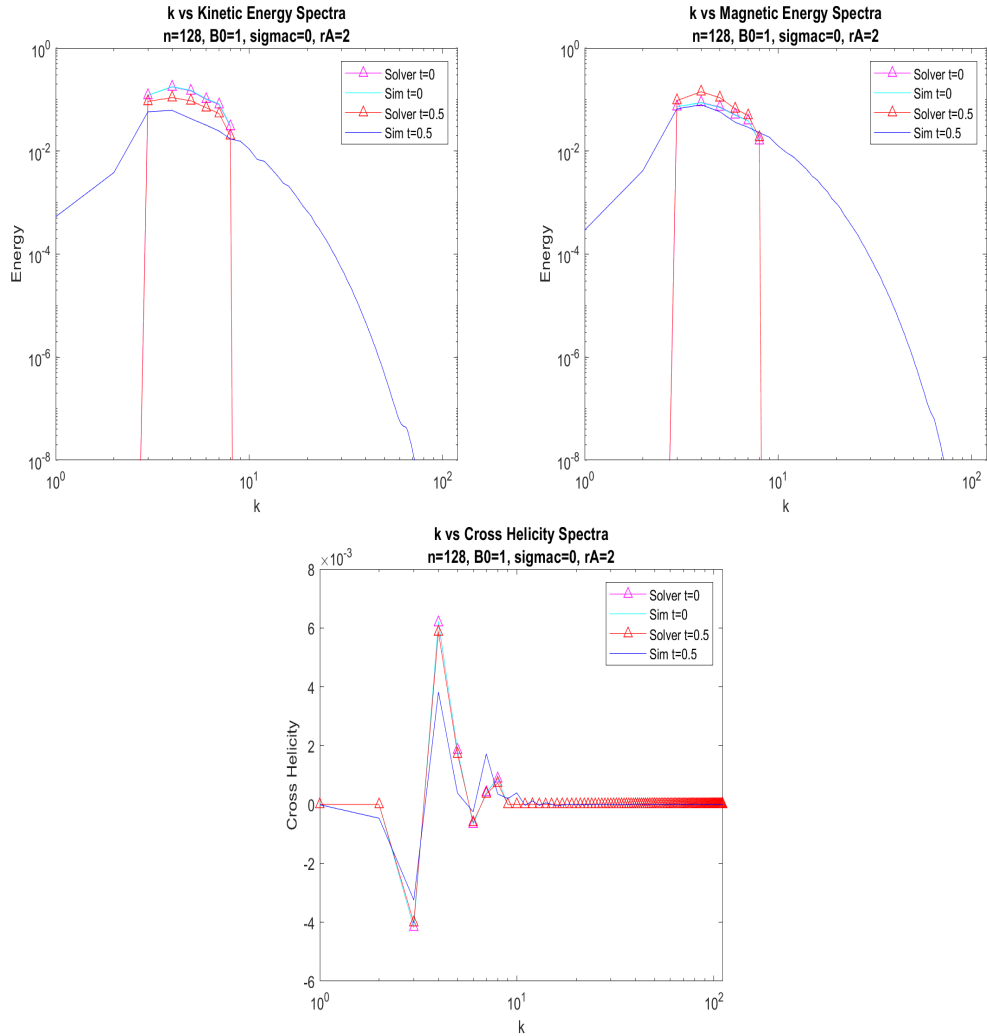 k vs Kinetic Energy Spectra
n=128, B0=1, sigmac=0, rA=2
10^0
10^-2
10^-4
10^-6
10^-8
Energy
Solver t=0
Sim t=0
Solver t=0.5
Sim t=0.5
10^0
10^1
10^2
k
k vs Magnetic Energy Spectra
n=128, B0=1, sigmac=0, rA=2
10^0
10^-2
10^-4
10^-6
10^-8
Energy
Solver t=0
Sim t=0
Solver t=0.5
Sim t=0.5
10^0
10^1
10^2
k
k vs Cross Helicity Spectra
n=128, B0=1, sigmac=0, rA=2
×10^-3
8
6
4
2
0
-2
-4
-6
Cross Helicity
Solver t=0
Sim t=0
Solver t=0.5
Sim t=0.5
10^0
10^1
10^2
k